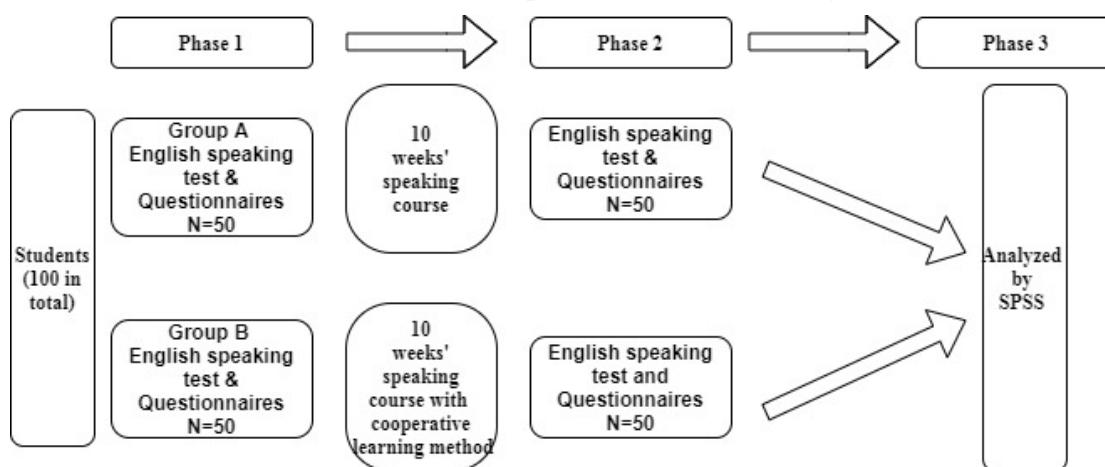 Phase 1
Phase 2
Phase 3
Students
(100 in
total)
Group A
English speaking
test &
Questionnaires
N=50
10
weeks'
speaking
course
English speaking
test &
Questionnaires
N=50
Analyzed
by
SPSS
Group B
English speaking
test &
Questionnaires
N=50
10
weeks'
speaking
course with
cooperative
learning method
English speaking
test and
Questionnaires
N=50